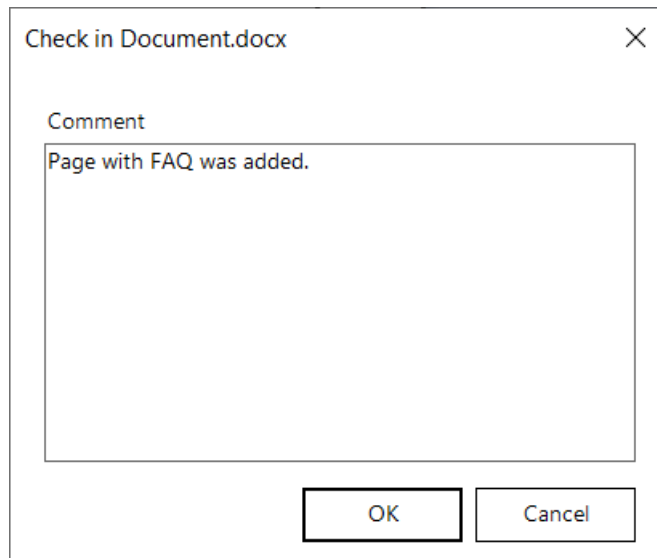 Check in Document.docx
Comment
Page with FAQ was added.
OK
Cancel